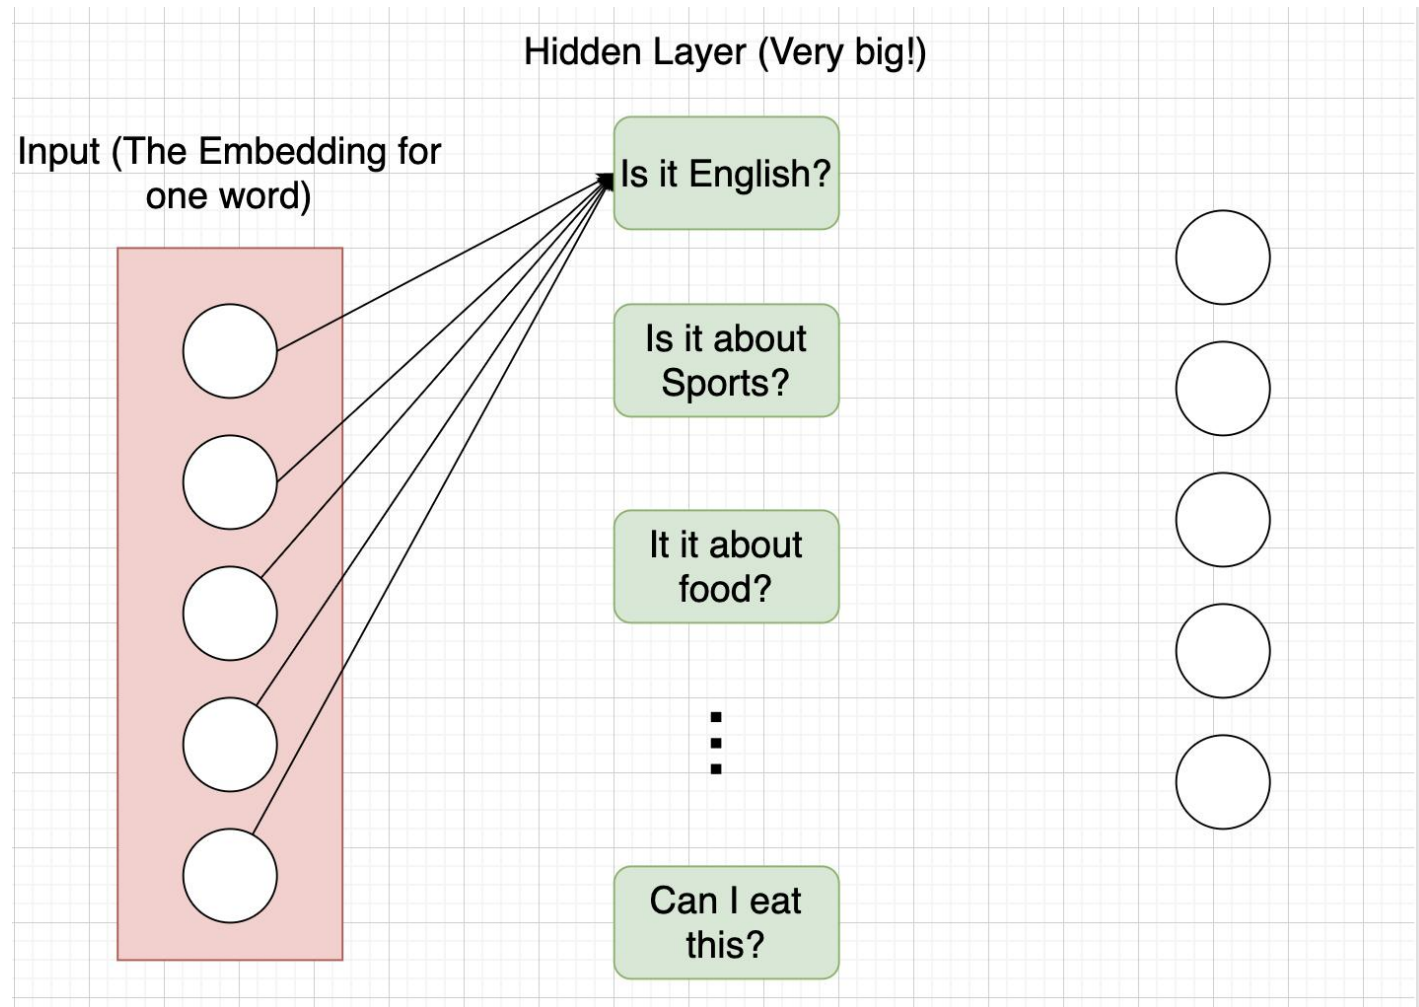 Hidden Layer (Very big!)
Input (The Embedding for
one word)
Is it English?
Is it about
Sports?
It it about
food?
Can I eat
this?